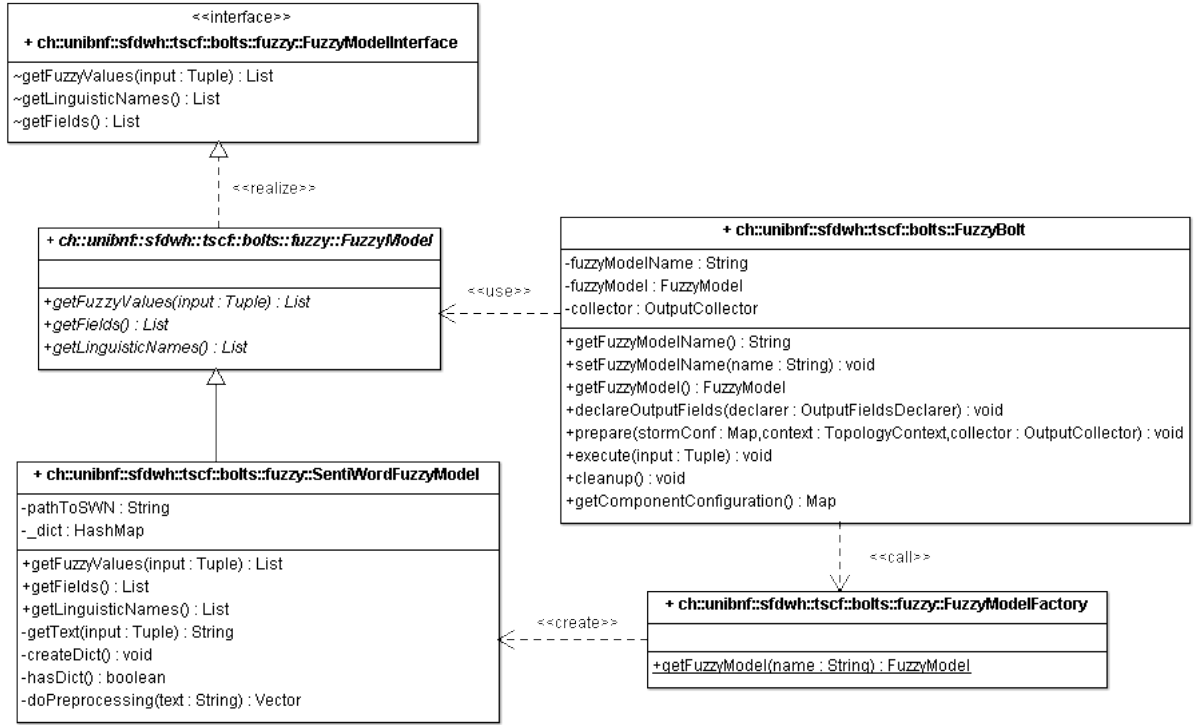 <<interface>>
+ ch::unibnf::sfdwh::tscf::bolts::fuzzy::FuzzyModelInterface
~getFuzzyValues(input : Tuple) : List
~getLinguisticNames() : List
~getFields() : List
<<realize>>
+ ch::unibnf::sfdwh::tscf::bolts::fuzzy::FuzzyModel
+getFuzzyValues(input : Tuple) : List
+getFields() : List
+getLinguisticNames() : List
<<use>>
+ ch::unibnf::sfdwh::tscf::bolts::FuzzyBolt
-fuzzyModelName : String
-fuzzyModel : FuzzyModel
-collector : OutputCollector
+getFuzzyModelName() : String
+setFuzzyModelName(name : String) : void
+getFuzzyModel() : FuzzyModel
+declareOutputFields(declarer : OutputFieldsDeclarer) : void
+prepare(stormConf : Map,context : TopologyContext,collector : OutputCollector) : void
+execute(input : Tuple) : void
+cleanup() : void
+getComponentConfiguration() : Map
+ ch::unibnf::sfdwh::tscf::bolts::fuzzy::SentiWordFuzzyModel
-pathToSWN : String
-_dict : HashMap
+getFuzzyValues(input : Tuple) : List
+getFields() : List
+getLinguisticNames() : List
-getText(input : Tuple) : String
-createDict() : void
-hasDict() : boolean
-doPreprocessing(text : String) : Vector
<<call>>
<<create>>
+ ch::unibnf::sfdwh::tscf::bolts::fuzzy::FuzzyModelFactory
+getFuzzyModel(name : String) : FuzzyModel